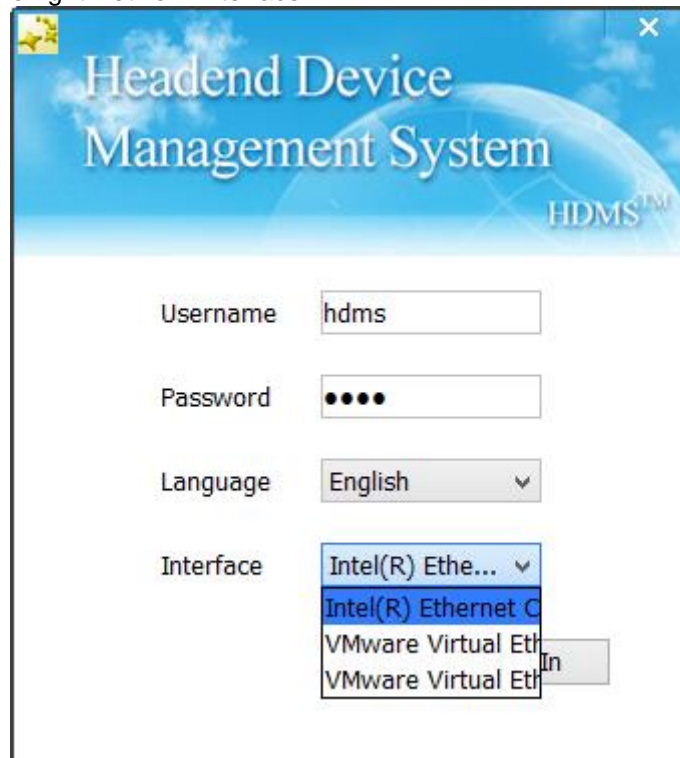 Headend Device
Management System
HDMS™
Username hdms
Password ••••
Language English
Interface Intel(R) Ethe...
Intel(R) Ethernet C
VMware Virtual Eth
VMware Virtual Eth
In